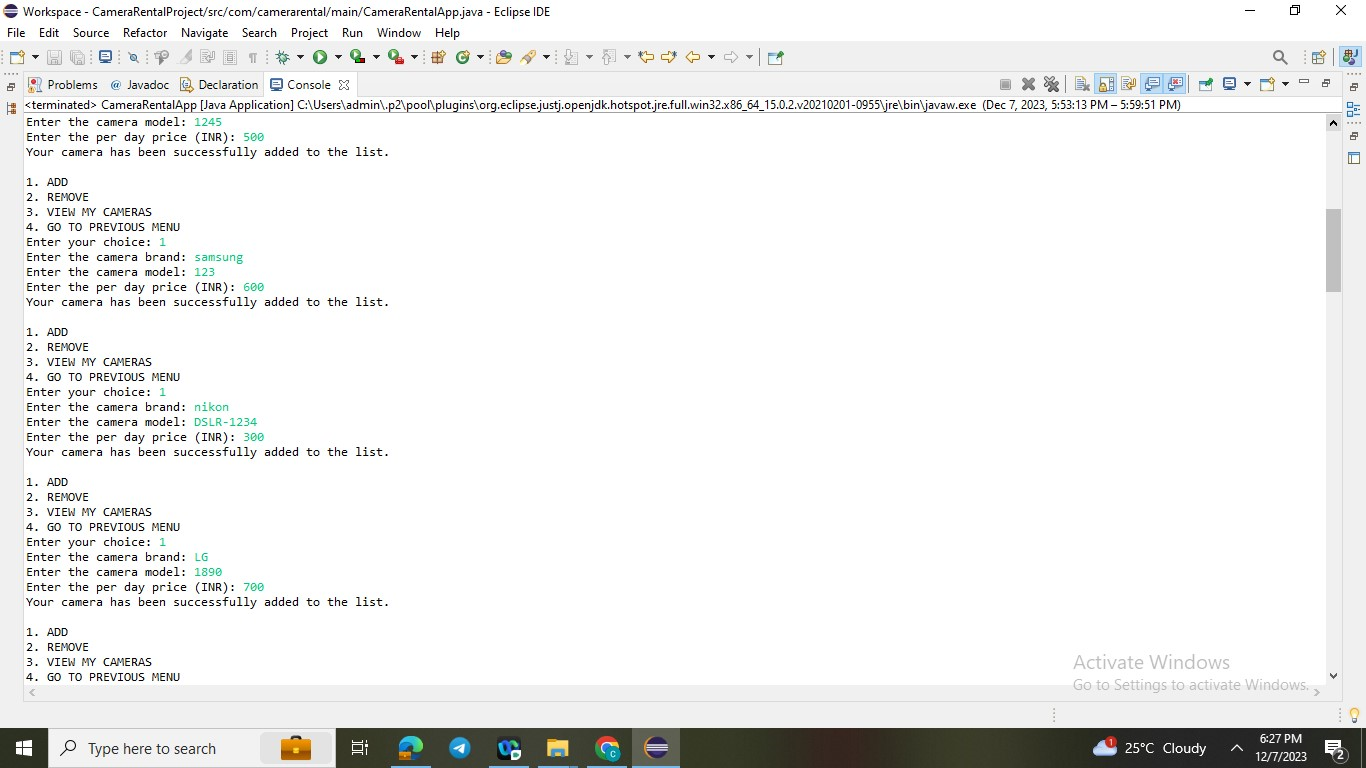 Workspace - CameraRentalProject/src/com/camerarental/main/CameraRentalApp.java - Eclipse IDE
File Edit Source Refactor Navigate Search Project Run Window Help
Problems @ Javadoc Declaration Console
<terminated> CameraRentalApp [Java Application] C:\Users\admin\.p2\pool\plugins\org.eclipse.justj.openjdk.hotspot.jre.full.win32.x86_64_15.0.2.v20210201-0955\jre\bin\javaw.exe (Dec 7, 2023, 5:53:13 PM – 5:59:51 PM)
Enter the camera model: 1245
Enter the per day price (INR): 500
Your camera has been successfully added to the list.
1. ADD
2. REMOVE
3. VIEW MY CAMERAS
4. GO TO PREVIOUS MENU
Enter your choice: 1
Enter the camera brand: samsung
Enter the camera model: 123
Enter the per day price (INR): 600
Your camera has been successfully added to the list.
1. ADD
2. REMOVE
3. VIEW MY CAMERAS
4. GO TO PREVIOUS MENU
Enter your choice: 1
Enter the camera brand: nikon
Enter the camera model: DSLR-1234
Enter the per day price (INR): 300
Your camera has been successfully added to the list.
1. ADD
2. REMOVE
3. VIEW MY CAMERAS
4. GO TO PREVIOUS MENU
Enter your choice: 1
Enter the camera brand: LG
Enter the camera model: 1890
Enter the per day price (INR): 700
Your camera has been successfully added to the list.
1. ADD
2. REMOVE
3. VIEW MY CAMERAS
4. GO TO PREVIOUS MENU
Activate Windows
Go to Settings to activate Windows.
Type here to search
1
25°C Cloudy
6:27 PM
12/7/2023
2